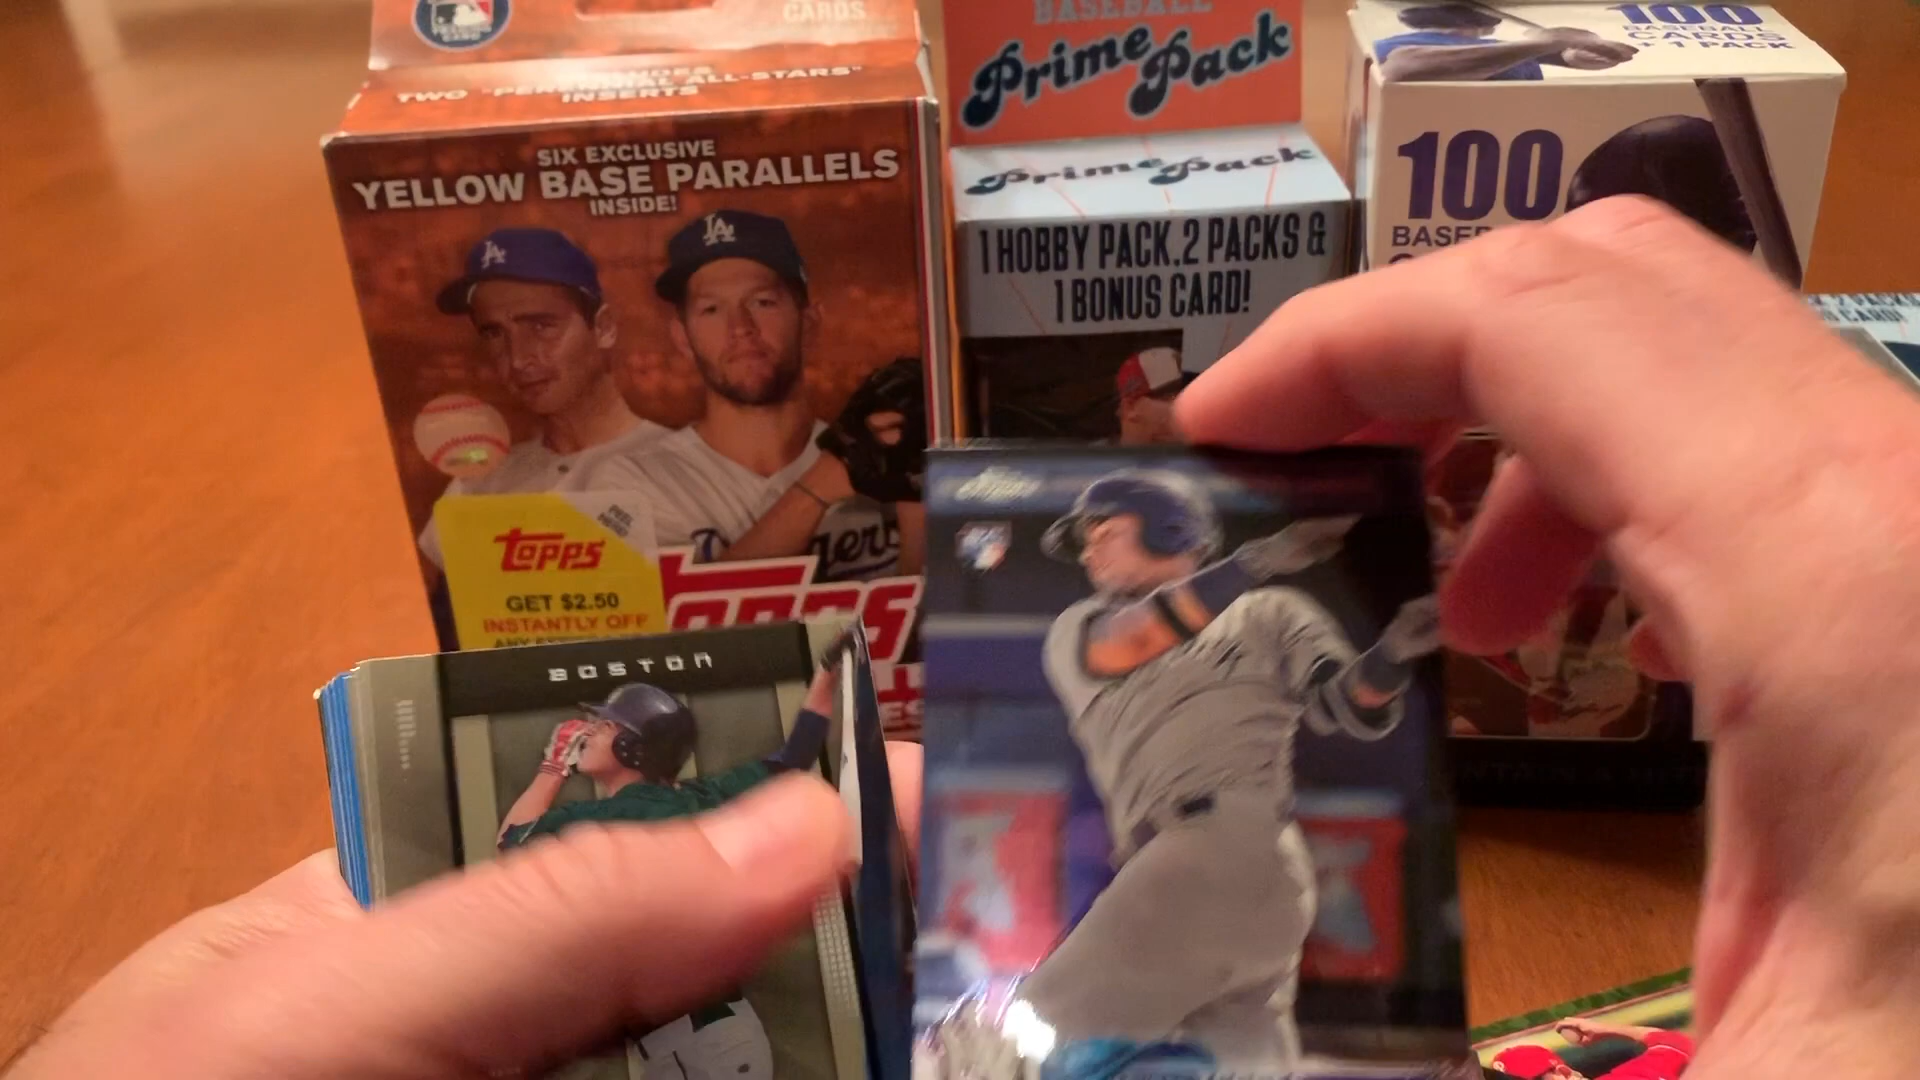 CARDS
TWO "PERENNIAL ALL-STARS"
INSERTS
SIX EXCLUSIVE
YELLOW BASE PARALLELS
INSIDE!
LA
LA
TOPPS
GET $2.50
INSTANTLY OFF
PEEL
Topps
BASEBALL
Prime Pack
Prime Pack
1 HOBBY PACK, 2 PACKS &
1 BONUS CARD!
100
BASEBALL
CARDS
+ 1 PACK
100
BOSTON